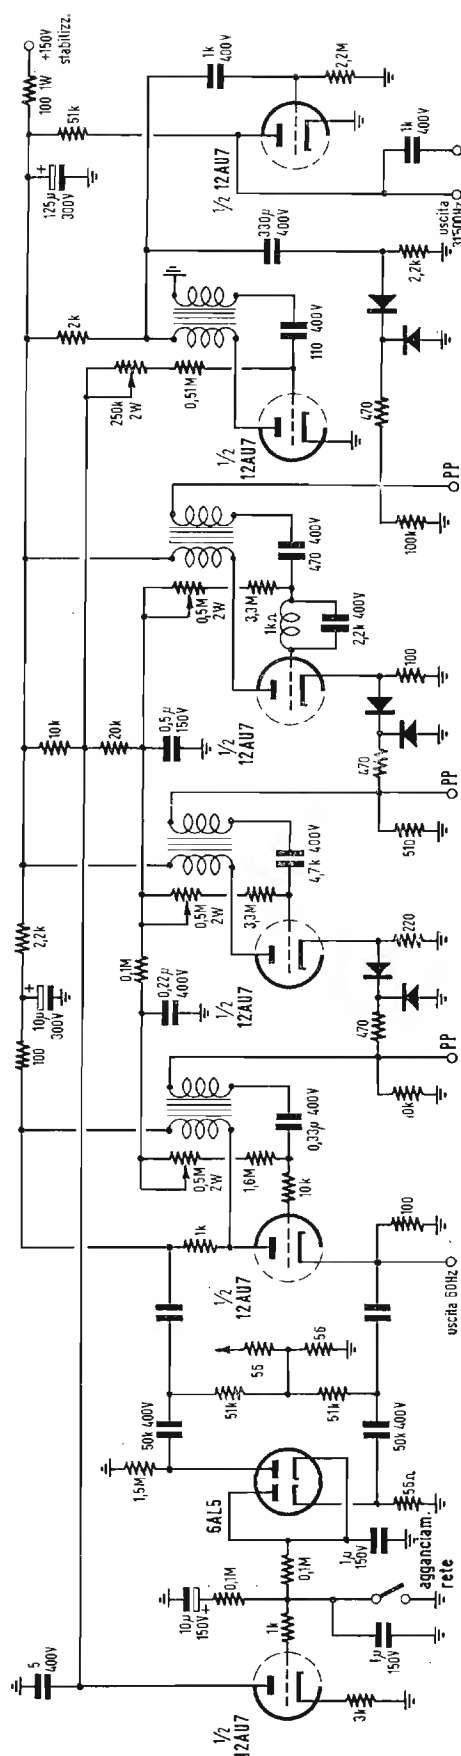 +150V
stabilizz.
100 1W
51k
125µ
300V
1k
400V
2,2M
½ 12AU7
1k
400V
uscita
31500Hz
330µ
400V
2,2k
2k
250k
2W
0,51M
110
400V
½
12AU7
470
100k
PP
470
400V
0,5M
2W
3,3M
1kΩ
2,2k 400V
½
12AU7
100
470
510
PP
10k
20k
0,5µ
150V
4,7k 400V
0,5M
2W
3,3M
½
12AU7
220
470
10k
PP
2,2k
10µ
300V
100
0,1M
0,22µ
400V
0,33µ 400V
0,5M
2W
1,6M
10k
1k
½
12AU7
100
uscita 60Hz
56
56
51k
51k
50k 400V
50k 400V
1,5M
6AL5
56Ω
1µ
150V
agganciam.
rete
0,1M
0,1M
10µ
150V+
1k
1µ
150V
5
400V
½
12AU7
3k